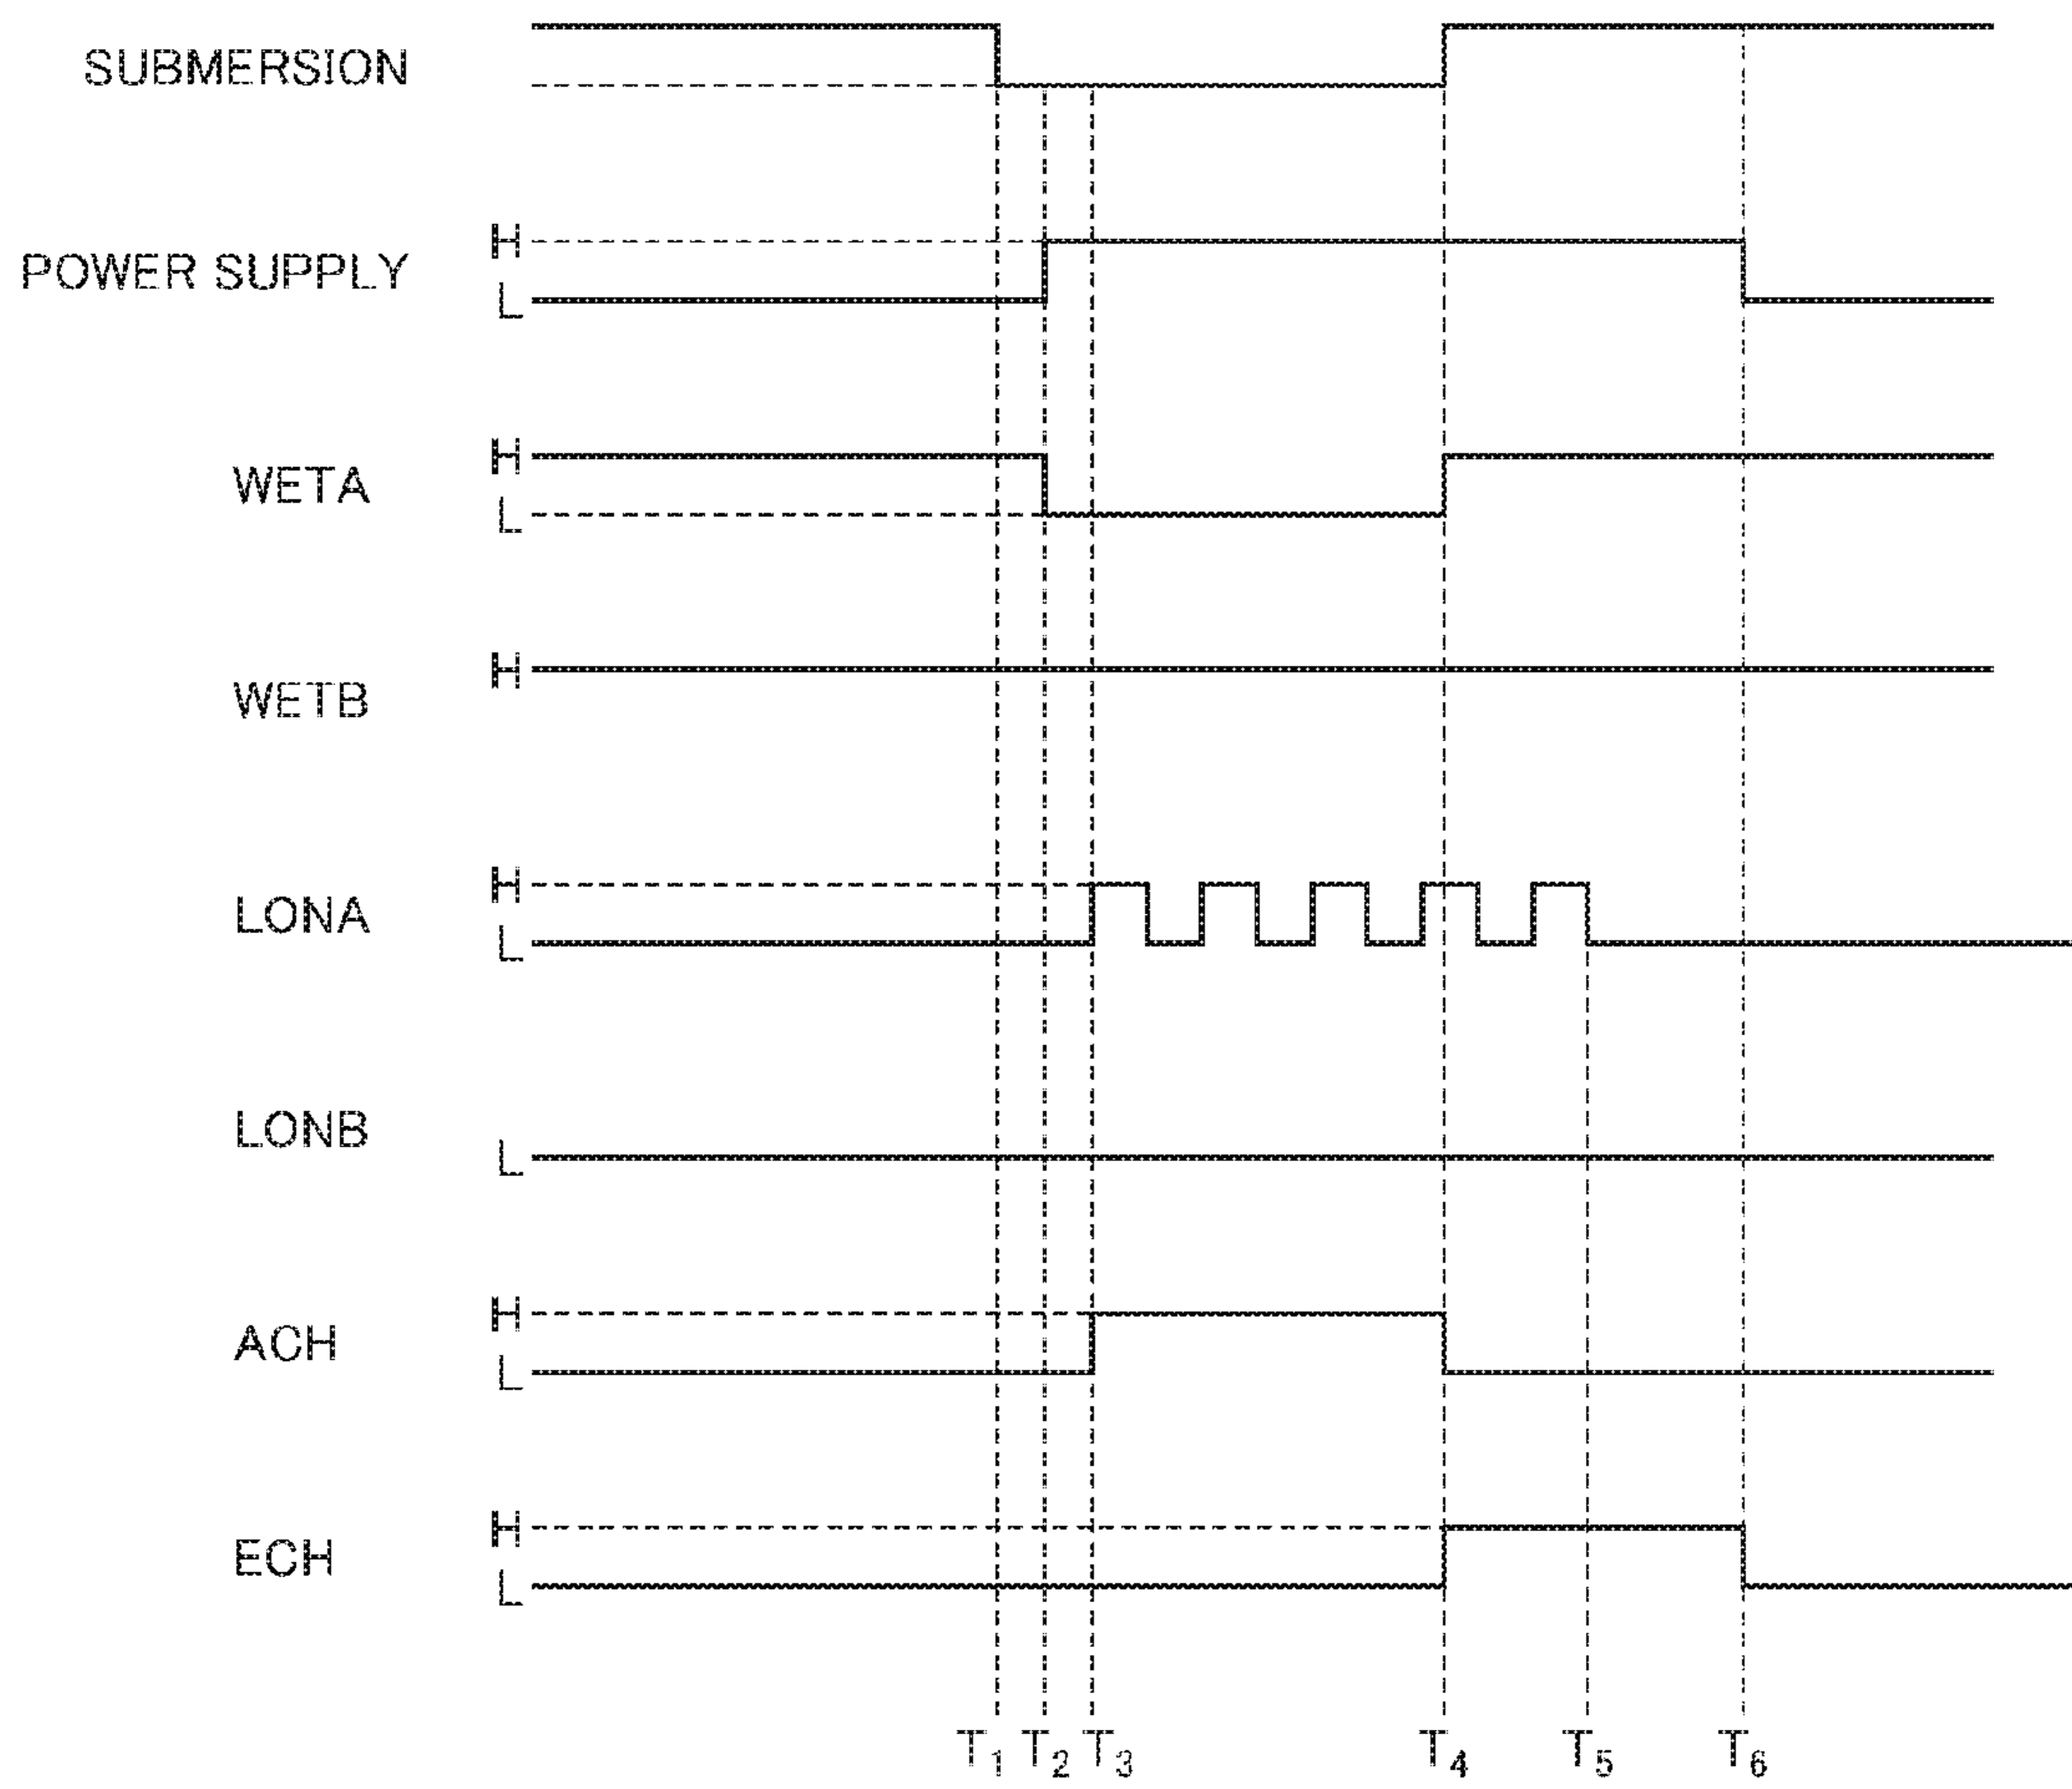 SUBMERSION
H
POWER SUPPLY
L
H
WETA
L
H
WETB
H
LONA
L
LONB
L
H
ACH
L
H
ECH
L
T1 T2 T3 T4 T5 T6